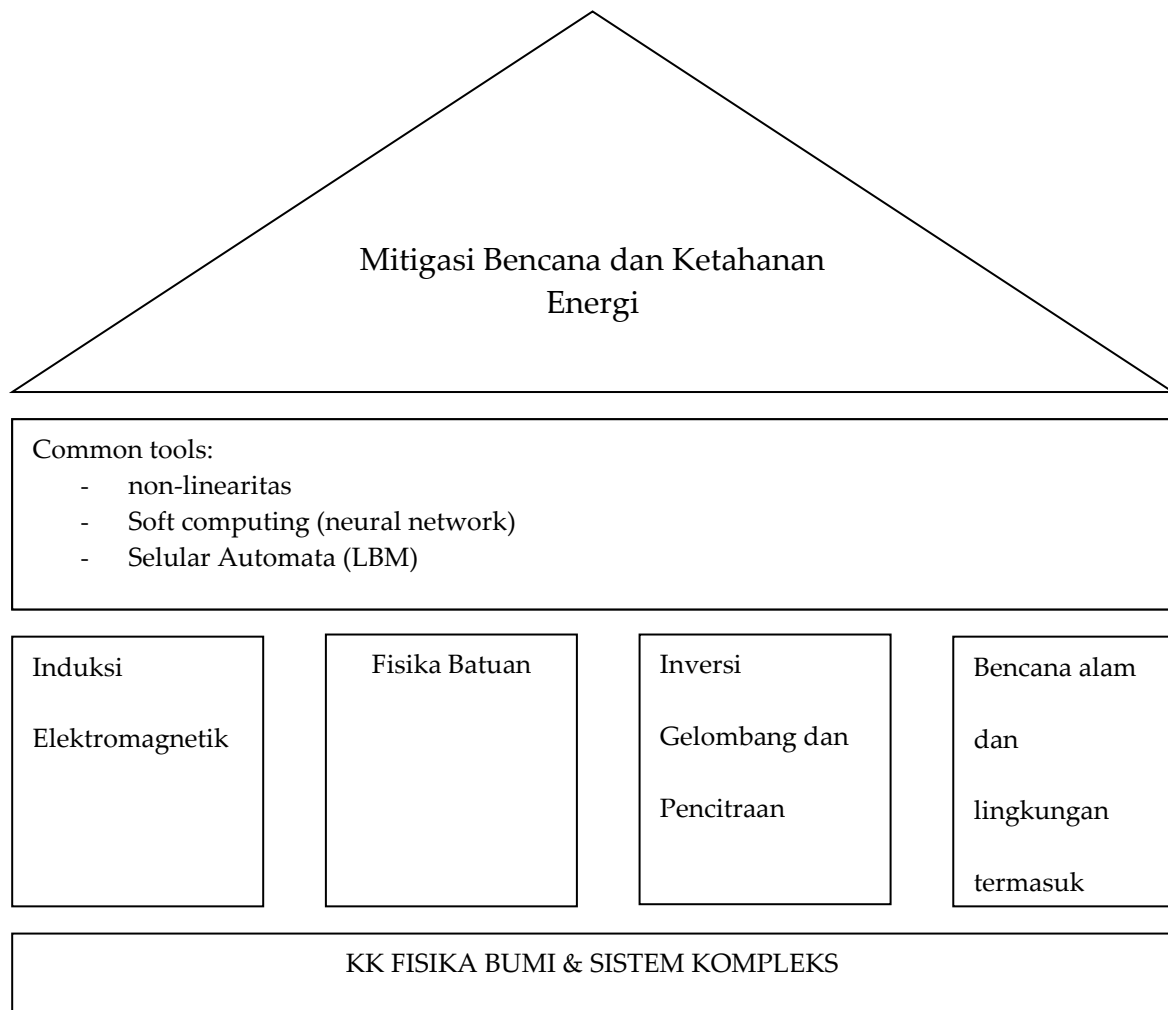 Mitigasi Bencana dan Ketahanan
Energi
Common tools:
- non-linearitas
- Soft computing (neural network)
- Selular Automata (LBM)
Induksi
Elektromagnetik
Fisika Batuan
Inversi
Gelombang dan
Pencitraan
Bencana alam
dan
lingkungan
termasuk
KK FISIKA BUMI & SISTEM KOMPLEKS